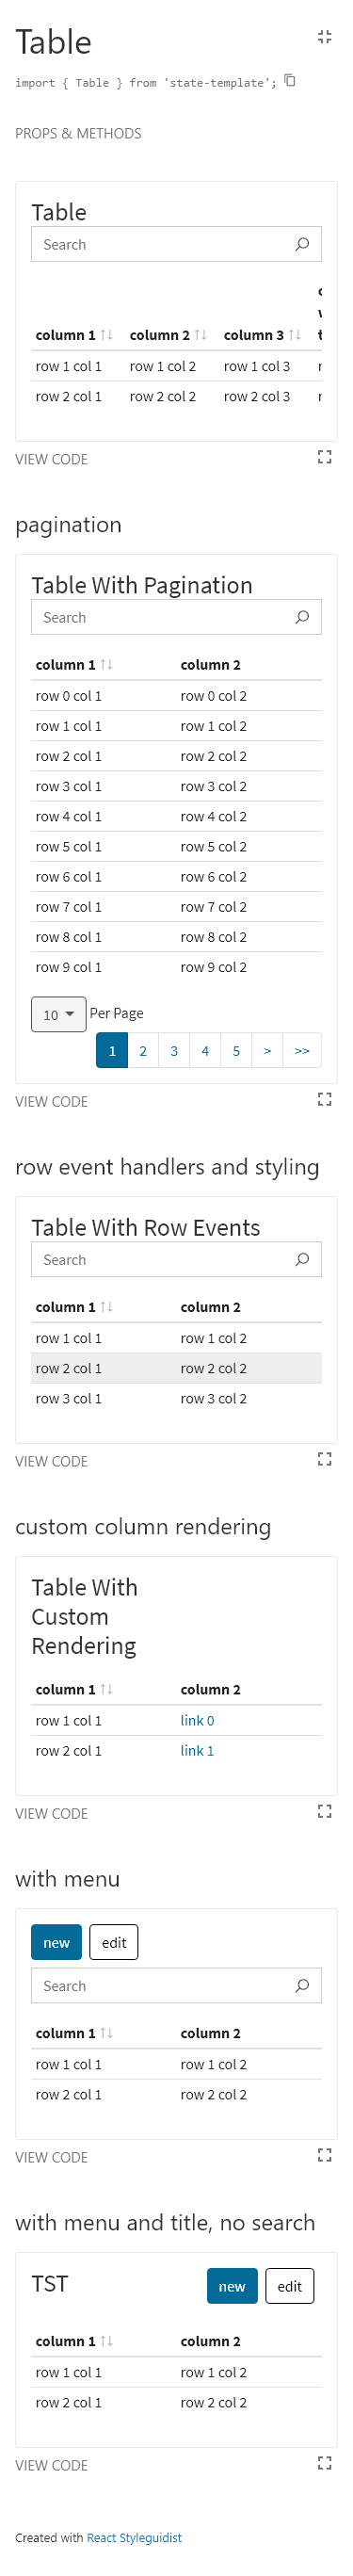 Table
import { Table } from 'state-template';
PROPS & METHODS
Table
Search
column 1 column 2 column 3
row 1 col 1 row 1 col 2 row 1 col 3
row 2 col 1 row 2 col 2 row 2 col 3
VIEW CODE
pagination
Table With Pagination
Search
column 1 column 2
row 0 col 1 row 0 col 2
row 1 col 1 row 1 col 2
row 2 col 1 row 2 col 2
row 3 col 1 row 3 col 2
row 4 col 1 row 4 col 2
row 5 col 1 row 5 col 2
row 6 col 1 row 6 col 2
row 7 col 1 row 7 col 2
row 8 col 1 row 8 col 2
row 9 col 1 row 9 col 2
10 Per Page
1 2 3 4 5 > >>
VIEW CODE
row event handlers and styling
Table With Row Events
Search
column 1 column 2
row 1 col 1 row 1 col 2
row 2 col 1 row 2 col 2
row 3 col 1 row 3 col 2
VIEW CODE
custom column rendering
Table With
Custom
Rendering
column 1 column 2
row 1 col 1 link 0
row 2 col 1 link 1
VIEW CODE
with menu
new edit
Search
column 1 column 2
row 1 col 1 row 1 col 2
row 2 col 1 row 2 col 2
VIEW CODE
with menu and title, no search
TST new edit
column 1 column 2
row 1 col 1 row 1 col 2
row 2 col 1 row 2 col 2
VIEW CODE
Created with React Styleguidist